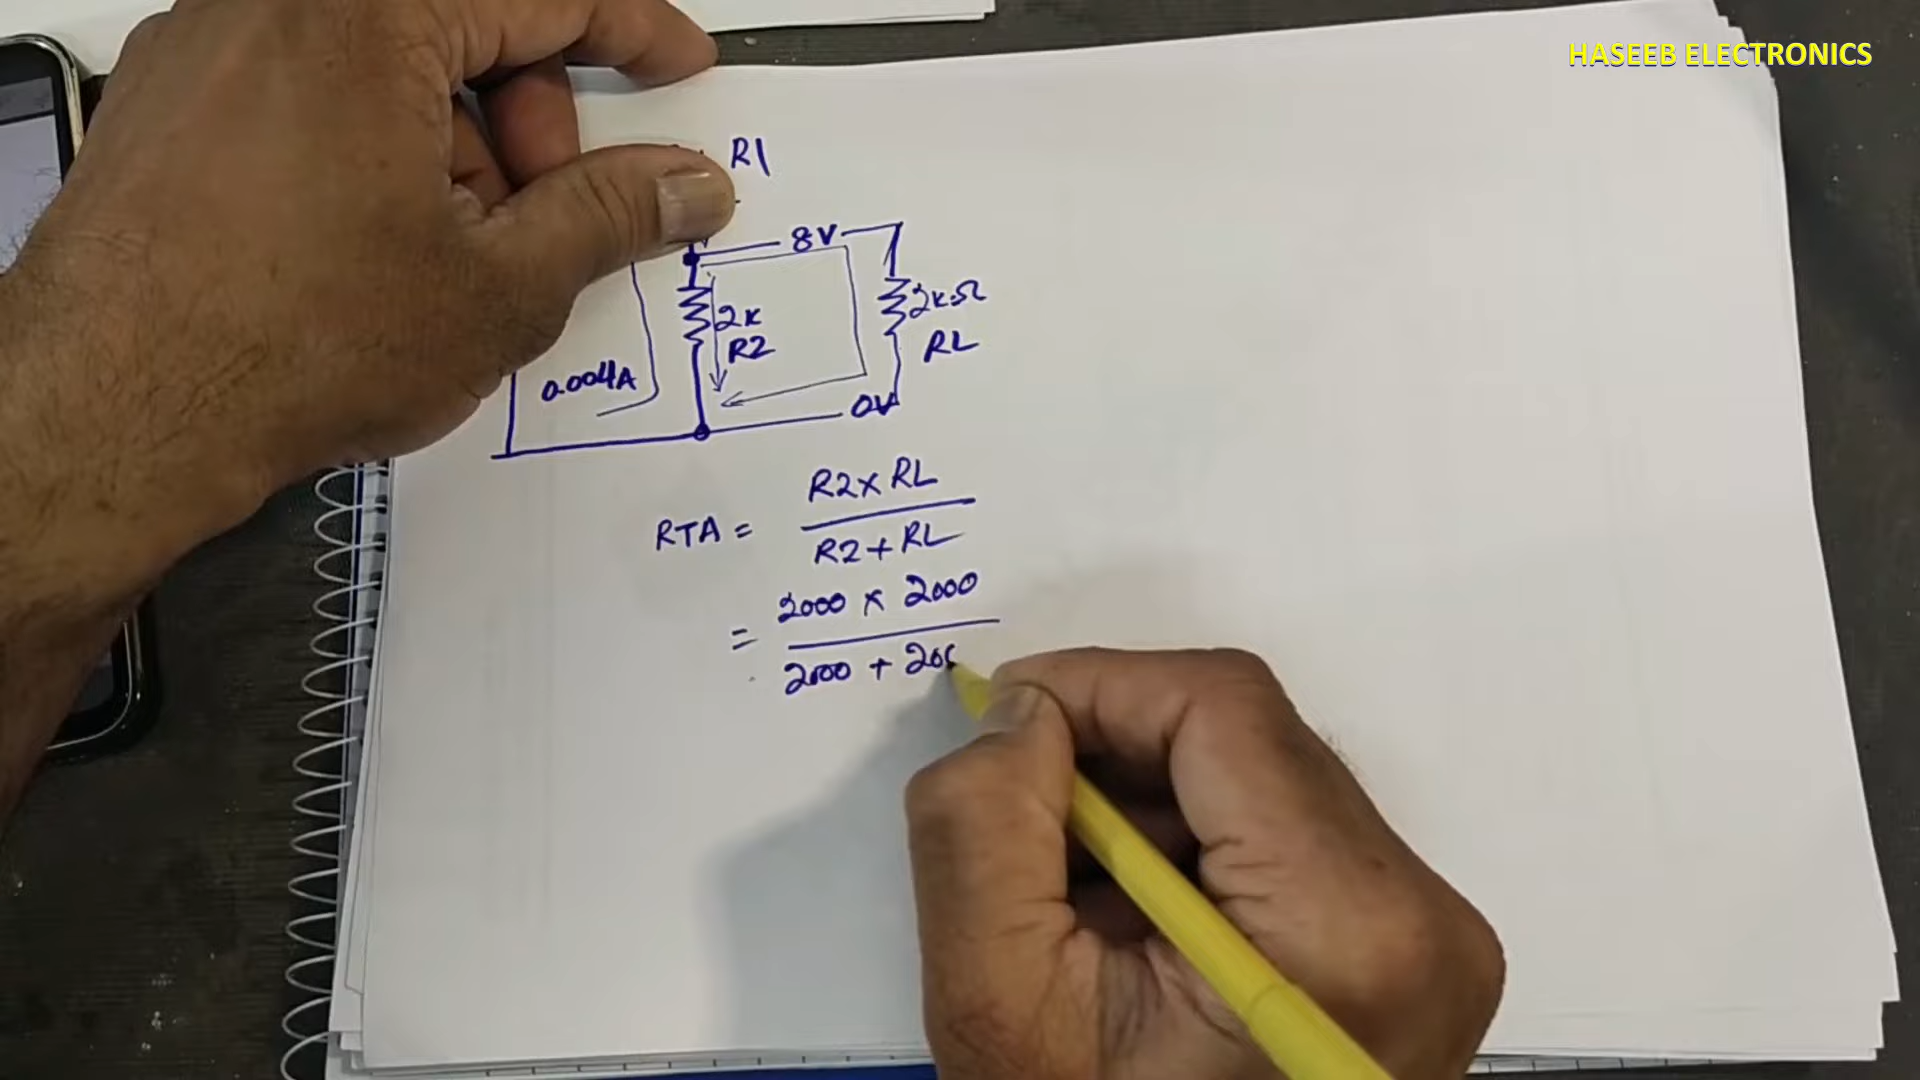 HASEEB ELECTRONICS
R1
8V
2K
R2
2KΩ
RL
0.004A
0V
RTA = R2 x RL
R2 + RL
= 2000 x 2000
2000 + 200